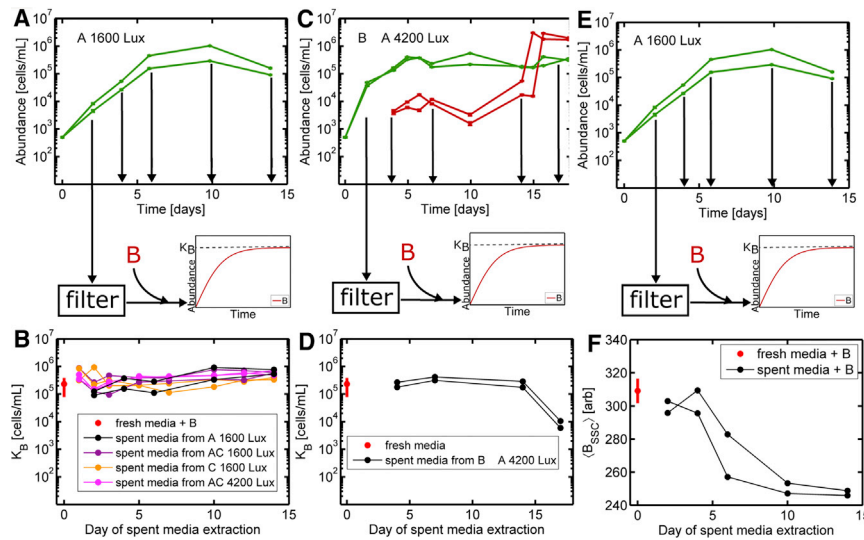 A
A 1600 Lux
Abundance [cells/mL]
10^6
10^5
10^4
10^3
10^2
0
5
10
15
Time [days]
filter
B
K_B
Abundance
Time
B
C
B A 4200 Lux
Abundance [cells/mL]
10^6
10^5
10^4
10^3
10^2
0
5
10
15
Time [days]
filter
B
K_B
Abundance
Time
B
E
A 1600 Lux
Abundance [cells/mL]
10^6
10^5
10^4
10^3
10^2
0
5
10
15
Time [days]
filter
B
K_B
Abundance
Time
B
B
K_B [cells/mL]
10^7
10^6
10^5
10^4
10^3
10^2
fresh media + B
spent media from A 1600 Lux
spent media from AC 1600 Lux
spent media from C 1600 Lux
spent media from AC 4200 Lux
0
5
10
15
Day of spent media extraction
D
K_B [cells/mL]
10^7
10^6
10^5
10^4
10^3
10^2
fresh media
spent media from B A 4200 Lux
0
5
10
15
Day of spent media extraction
F
⟨B_SSC⟩ [arb]
340
320
300
280
260
240
fresh media + B
spent media + B
0
5
10
15
Day of spent media extraction